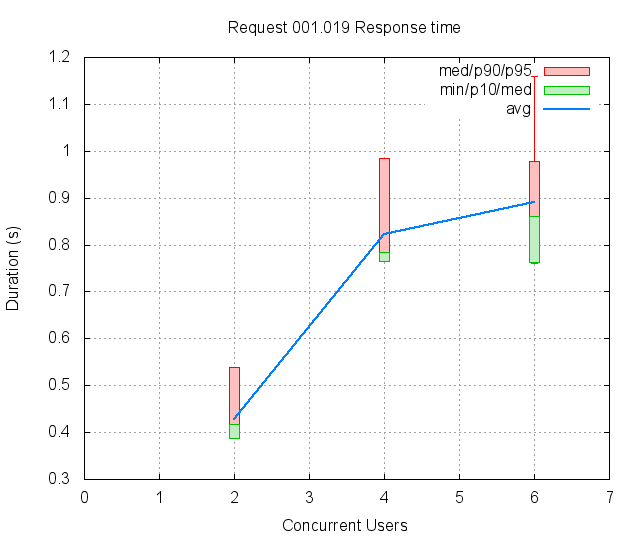 Request 001.019 Response time
med/p90/p95
min/p10/med
avg
1.2
1.1
1
0.9
0.8
0.7
0.6
0.5
0.4
0.3
Duration (s)
0 1 2 3 4 5 6 7
Concurrent Users